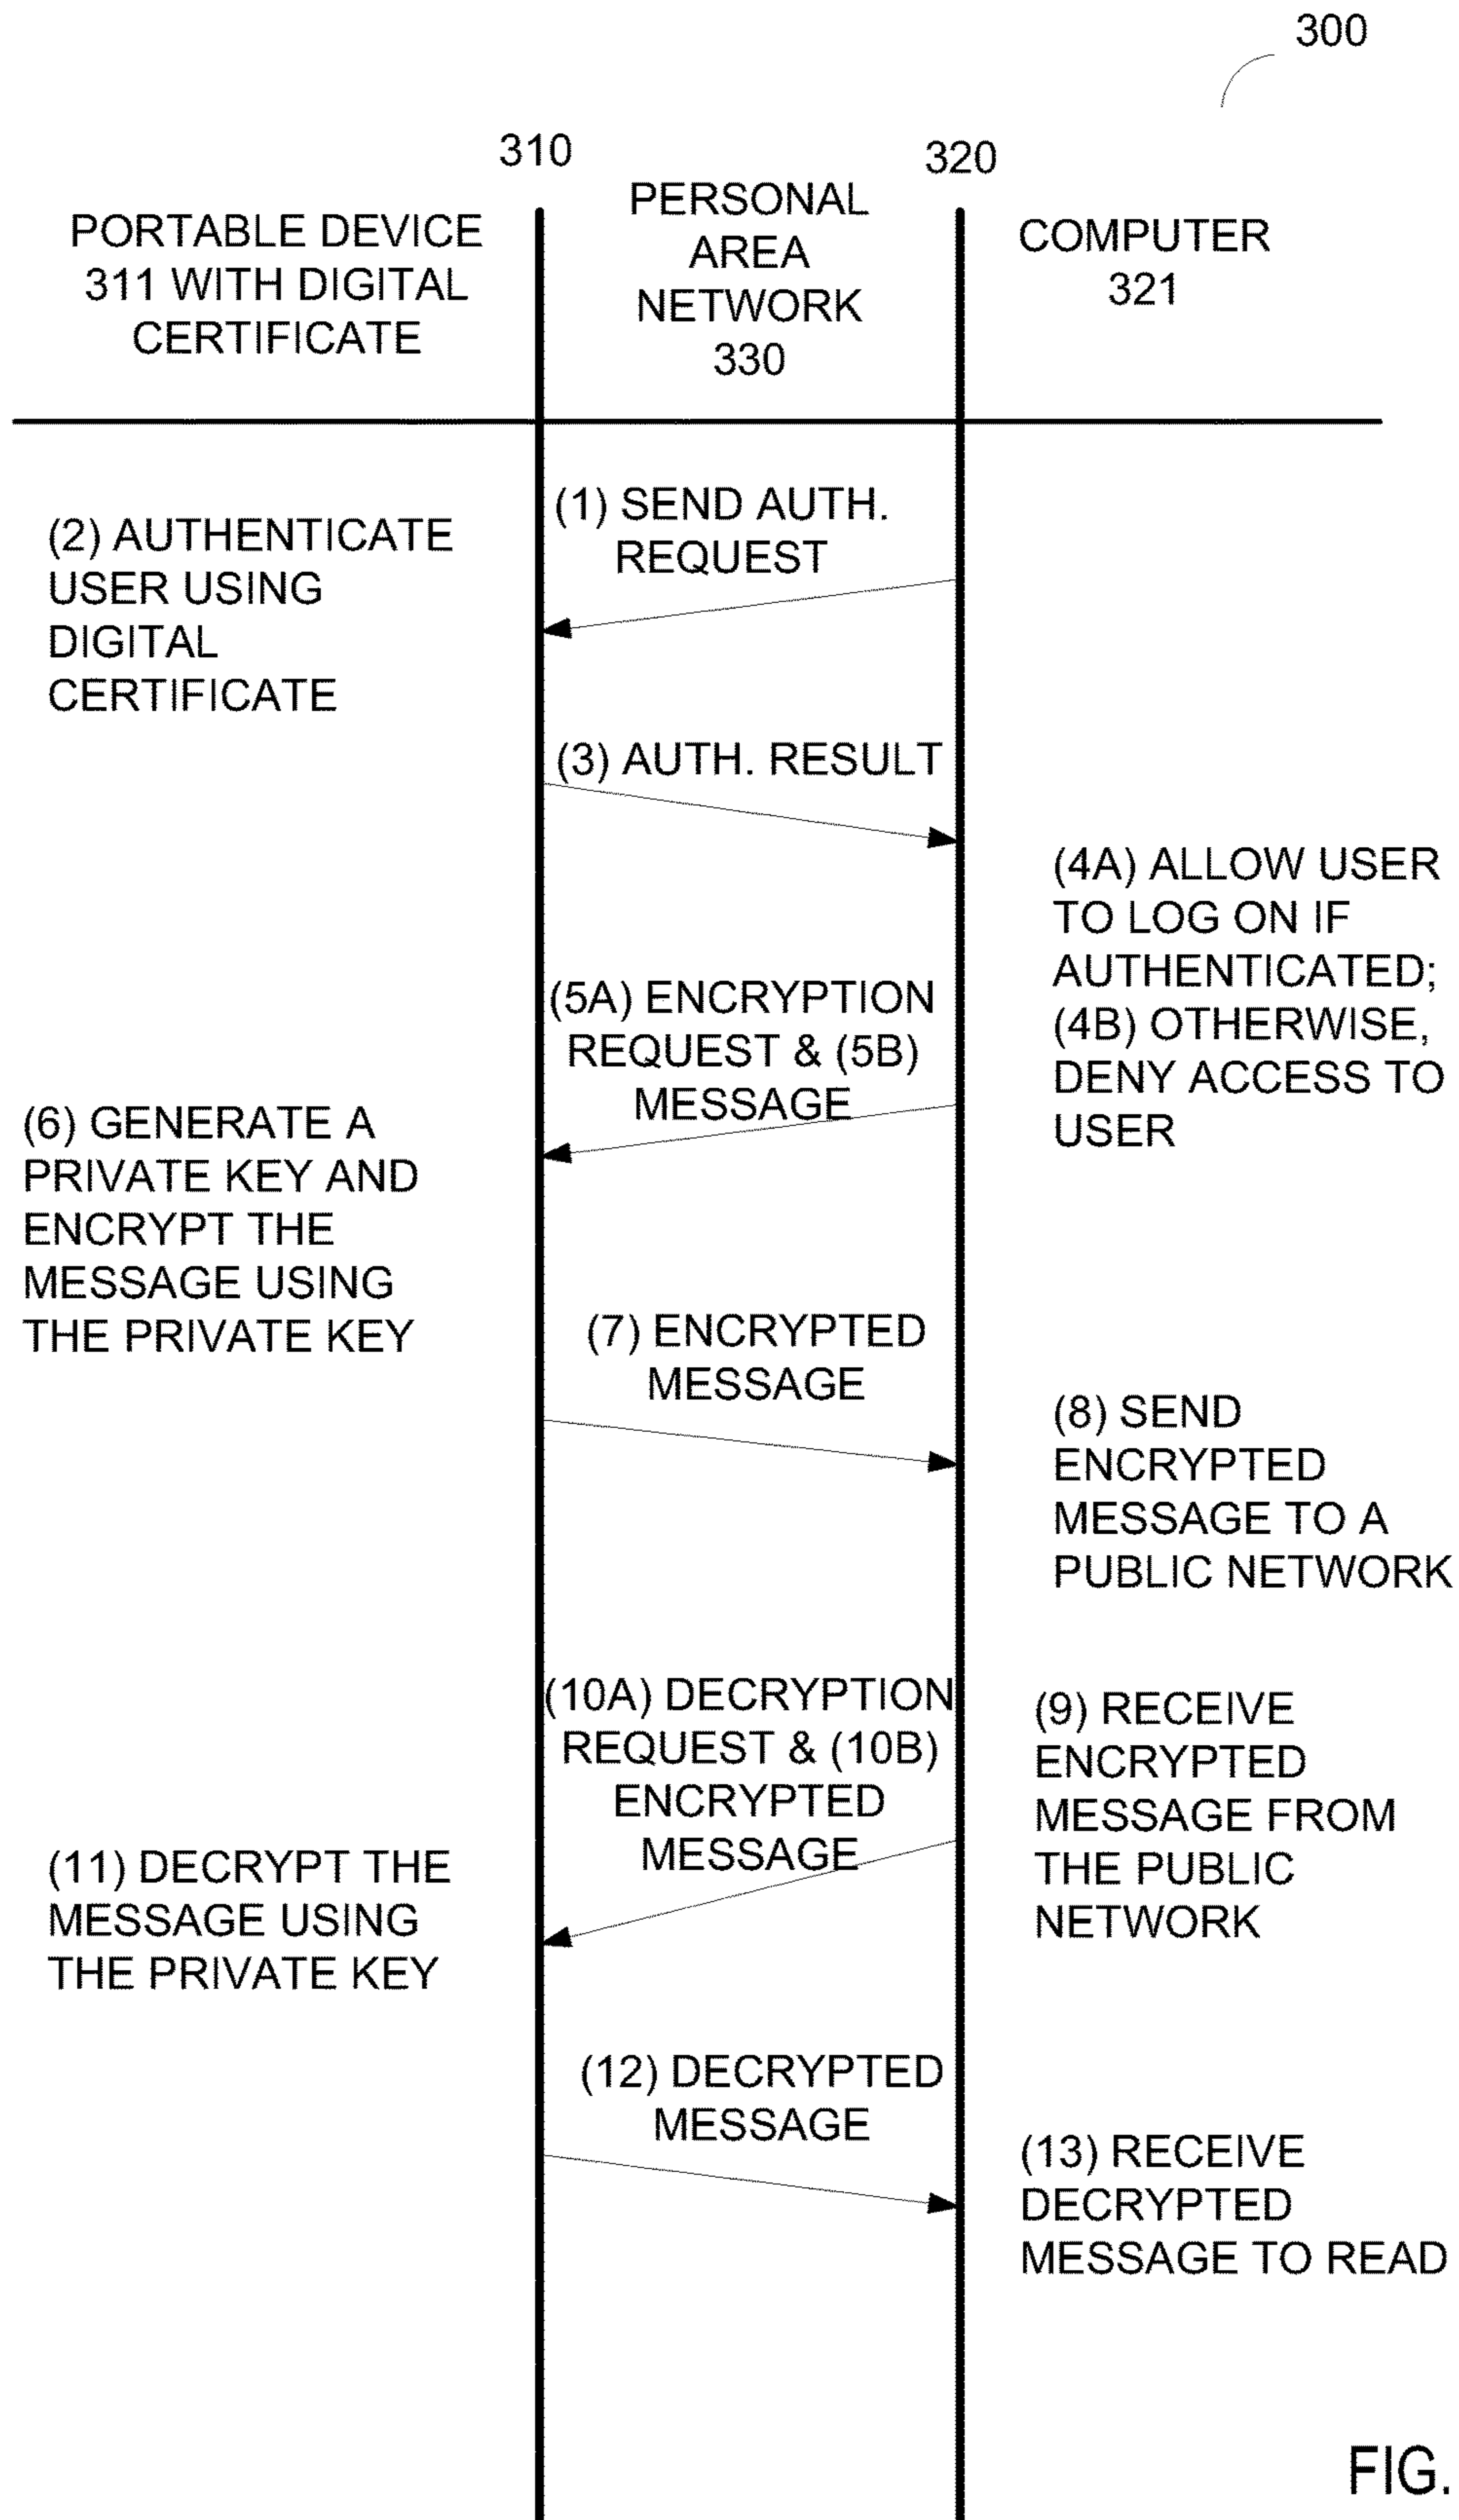 300
310
320
PORTABLE DEVICE
311 WITH DIGITAL
CERTIFICATE
PERSONAL
AREA
NETWORK
330
COMPUTER
321
(1) SEND AUTH.
REQUEST
(2) AUTHENTICATE
USER USING
DIGITAL
CERTIFICATE
(3) AUTH. RESULT
(4A) ALLOW USER
TO LOG ON IF
AUTHENTICATED;
(4B) OTHERWISE,
DENY ACCESS TO
USER
(5A) ENCRYPTION
REQUEST & (5B)
MESSAGE
(6) GENERATE A
PRIVATE KEY AND
ENCRYPT THE
MESSAGE USING
THE PRIVATE KEY
(7) ENCRYPTED
MESSAGE
(8) SEND
ENCRYPTED
MESSAGE TO A
PUBLIC NETWORK
(9) RECEIVE
ENCRYPTED
MESSAGE FROM
THE PUBLIC
NETWORK
(10A) DECRYPTION
REQUEST & (10B)
ENCRYPTED
MESSAGE
(11) DECRYPT THE
MESSAGE USING
THE PRIVATE KEY
(12) DECRYPTED
MESSAGE
(13) RECEIVE
DECRYPTED
MESSAGE TO READ
FIG.